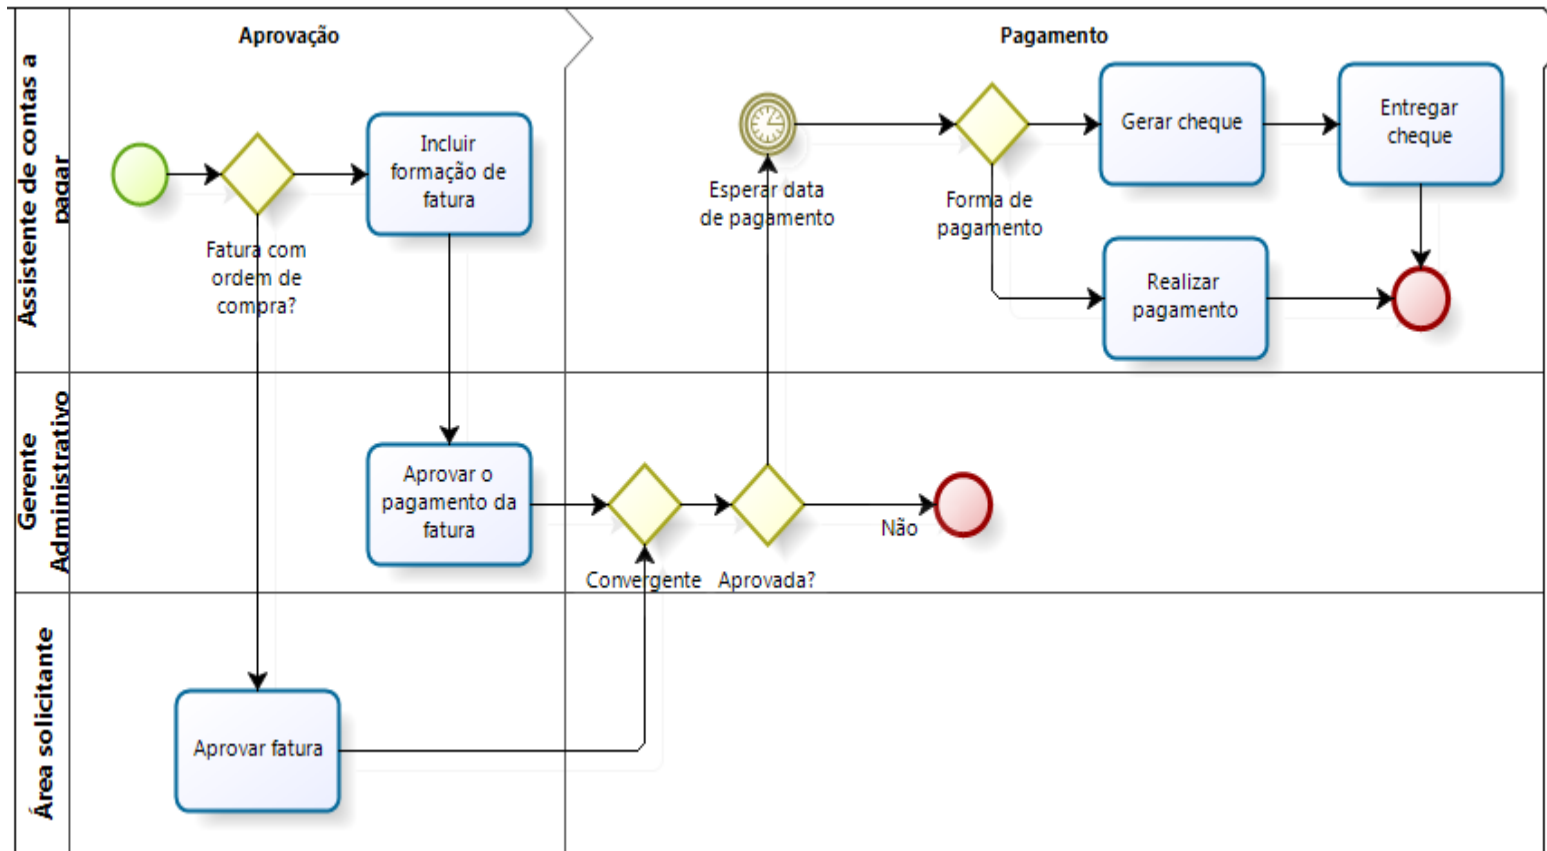 Aprovação
Pagamento
Assistente de contas a
pagar
Fatura com
ordem de
compra?
Incluir
formação de
fatura
Esperar data
de pagamento
Forma de
pagamento
Gerar cheque
Entregar
cheque
Realizar
pagamento
Gerente
Administrativo
Aprovar o
pagamento da
fatura
Convergente
Aprovada?
Não
Área solicitante
Aprovar fatura